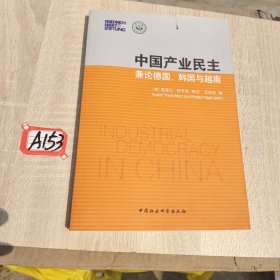 FRIEDRICH
EBERT
STIFTUNG
中国产业民主
兼论德国、韩国与越南
INDUSTRIAL
DEMOCRACY
IN CHINA
中国社会科学出版社
A153